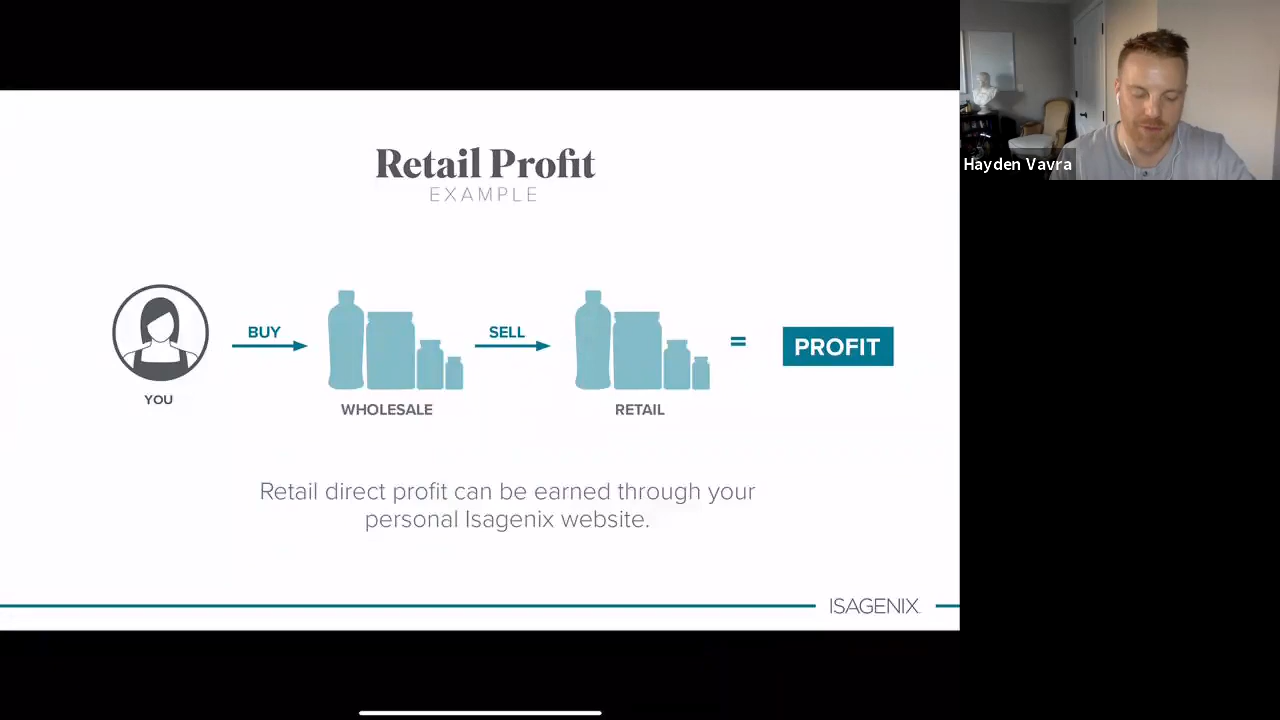 Retail Profit
EXAMPLE
BUY
SELL
=
PROFIT
YOU
WHOLESALE
RETAIL
Retail direct profit can be earned through your
personal Isagenix website.
ISAGENIX
Hayden Vavra